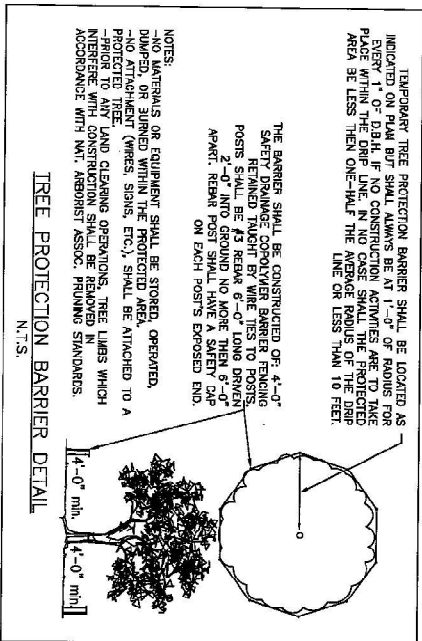 TEMPORARY TREE PROTECTION BARRIER SHALL BE LOCATED AS
INDICATED ON PLAN BUT SHALL ALWAYS BE AT 1'-0" OF RADIUS FOR
EVERY 1" OF D.B.H. IF NO CONSTRUCTION ACTIVITIES ARE TO TAKE
PLACE WITHIN THE DRIP LINE. IN NO CASE SHALL THE PROTECTED
AREA BE LESS THEN ONE-HALF THE AVERAGE RADIUS OF THE DRIP
LINE OR LESS THAN 10 FEET.
THE BARRIER SHALL BE CONSTRUCTED OF: 4'-0"
SAFETY DRAINAGE COPOLYMER BARRIER FENCING
RETAINED TAUGHT BY WIRE TIES TO POSTS.
POSTS SHALL BE #3 REBAR 6'-0" LONG DRIVEN
2'-0" INTO GROUND NO MORE THEN 6'-0"
APART. REBAR POST SHALL HAVE A SAFETY CAP
ON EACH POST'S EXPOSED END.
NOTES:
-NO MATERIALS OR EQUIPMENT SHALL BE STORED, OPERATED,
DUMPED, OR BURNED WITHIN THE PROTECTED AREA.
-NO ATTACHMENT (WIRES, SIGNS, ETC.), SHALL BE ATTACHED TO A
PROTECTED TREE.
-PRIOR TO ANY LAND CLEARING OPERATIONS, TREE LIMBS WHICH
INTERFERE WITH CONSTRUCTION SHALL BE REMOVED IN
ACCORDANCE WITH NAT. ARBORIST ASSOC. PRUNING STANDARDS.
4'-0" min.
4'-0" min.
TREE PROTECTION BARRIER DETAIL
N.T.S.